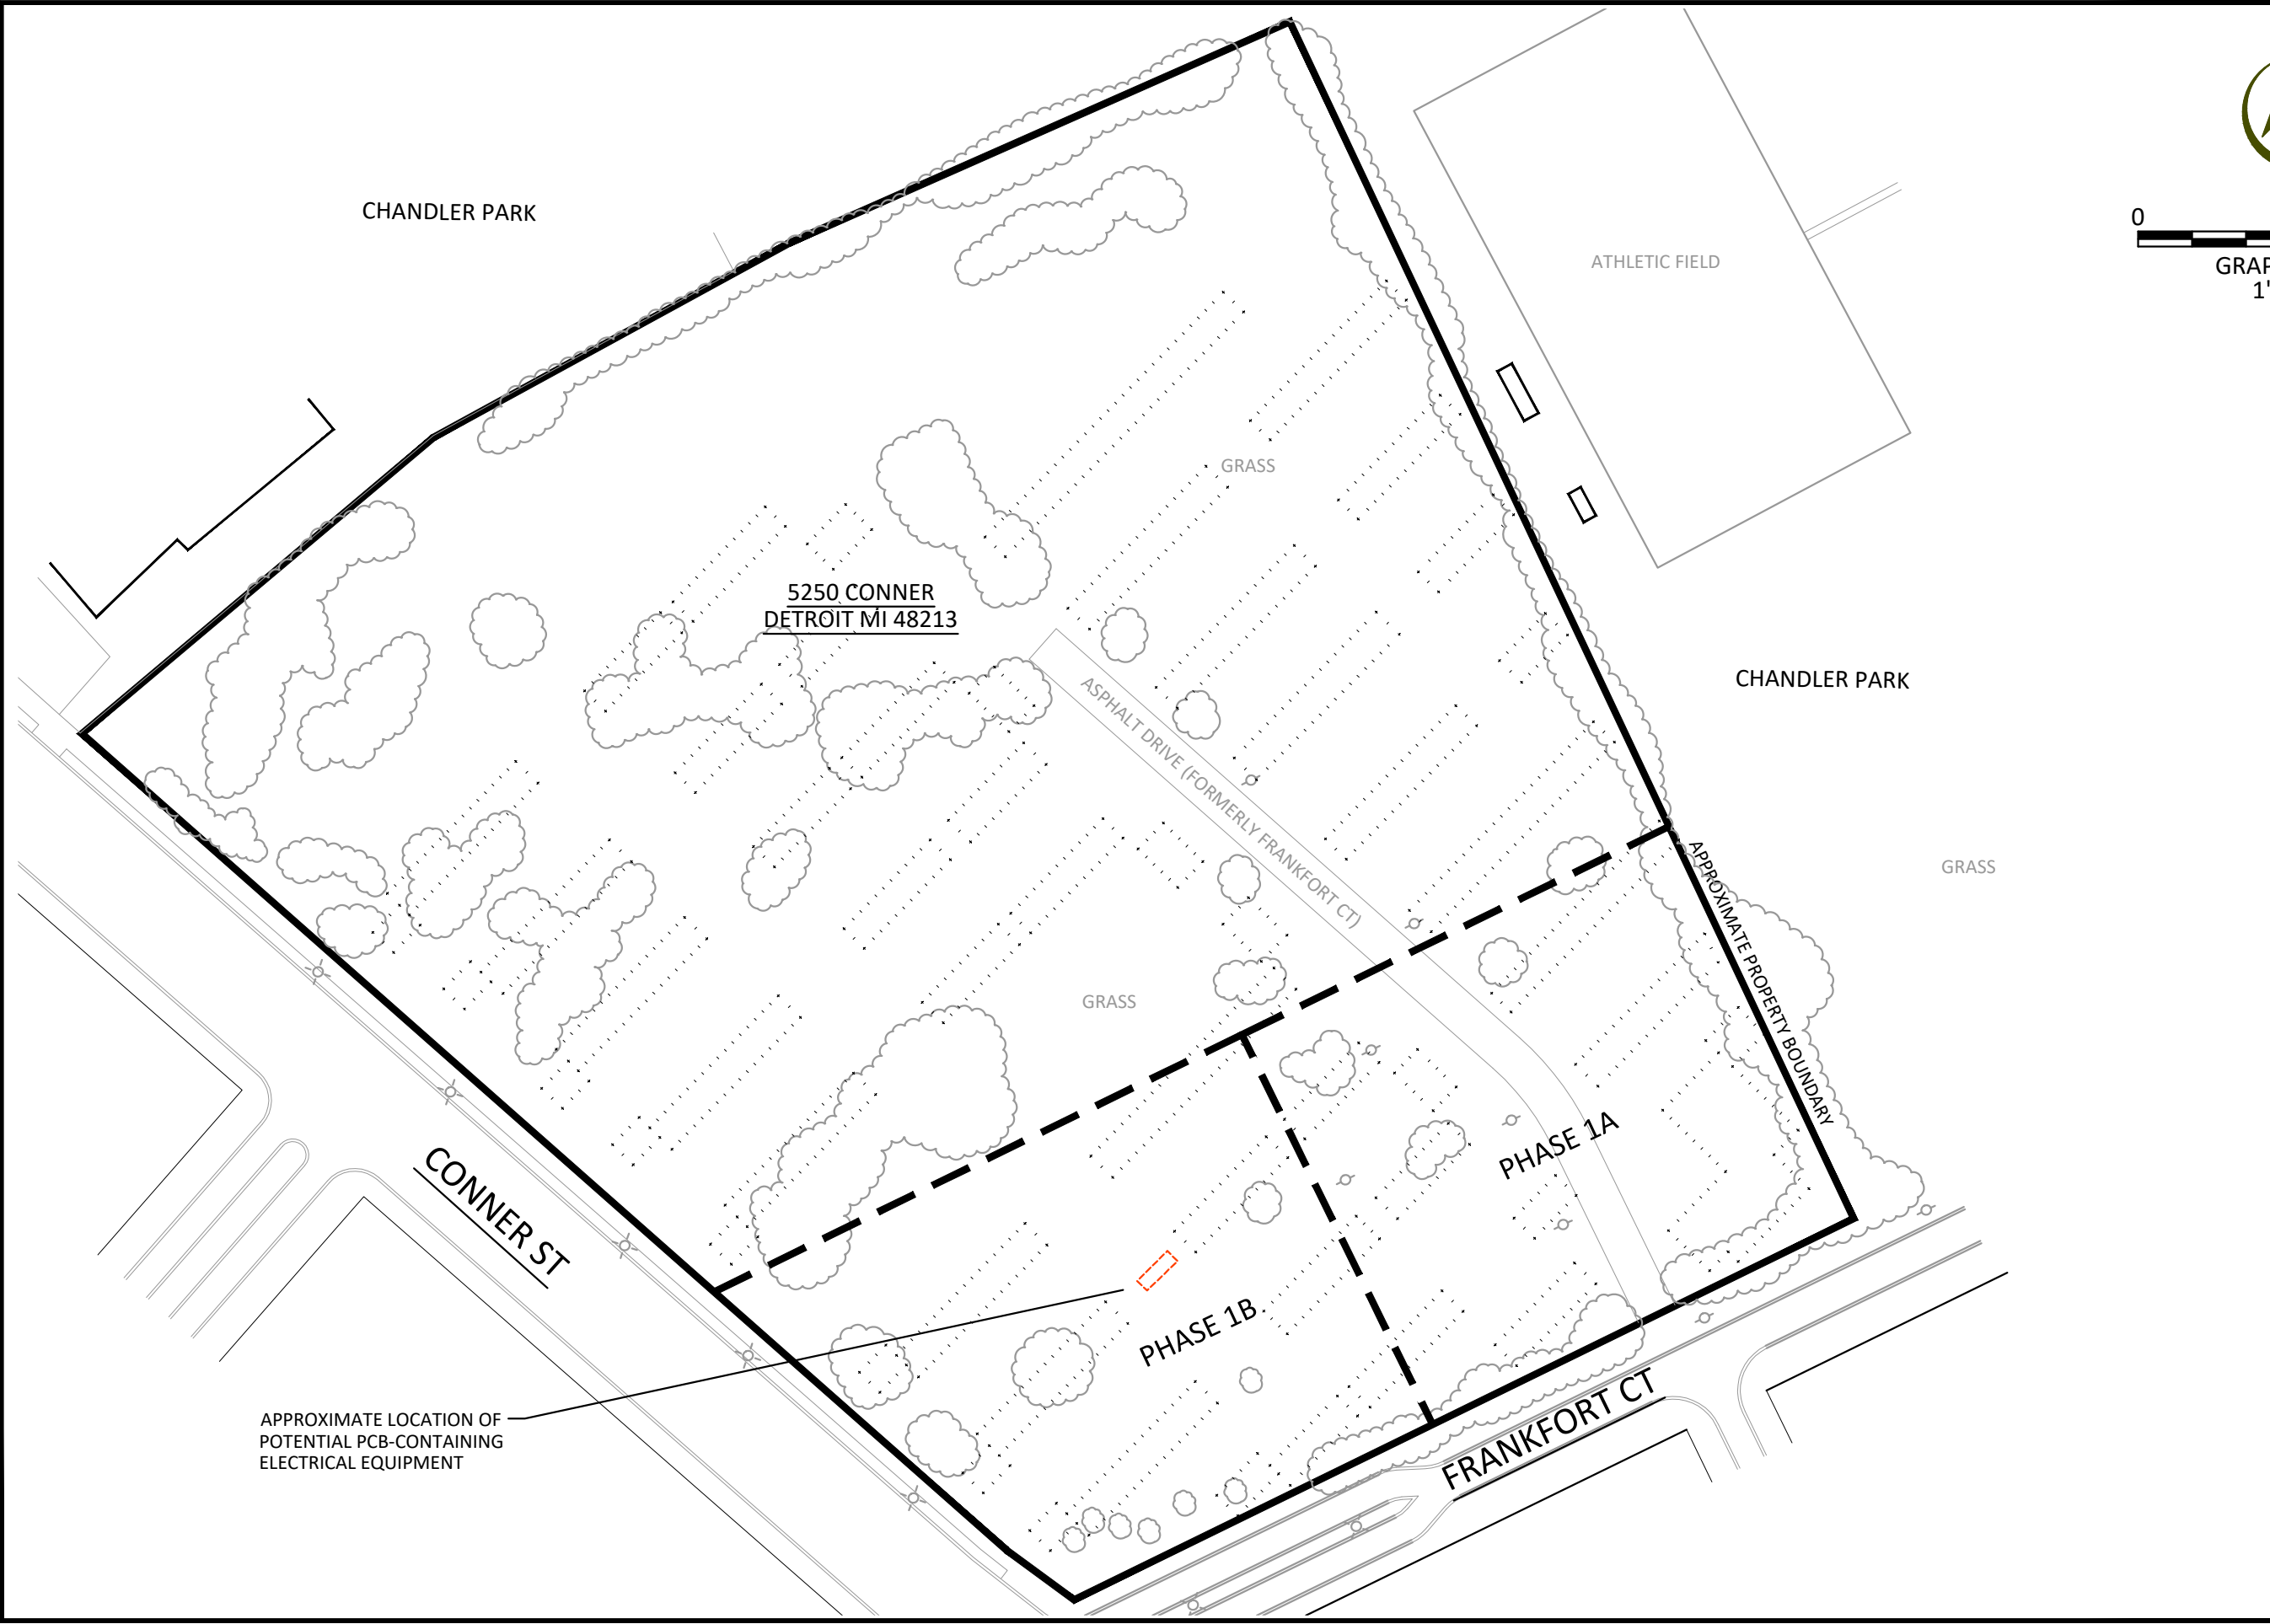 CHANDLER PARK
ATHLETIC FIELD
0
GRASS
5250 CONNER
DETROIT MI 48213
CHANDLER PARK
ASPHALT DRIVE (FORMERLY FRANKFORT CT)
APPROXIMATE PROPERTY BOUNDARY
GRASS
GRASS
PHASE 1A
CONNER ST
PHASE 1B
FRANKFORT CT
APPROXIMATE LOCATION OF
POTENTIAL PCB-CONTAINING
ELECTRICAL EQUIPMENT